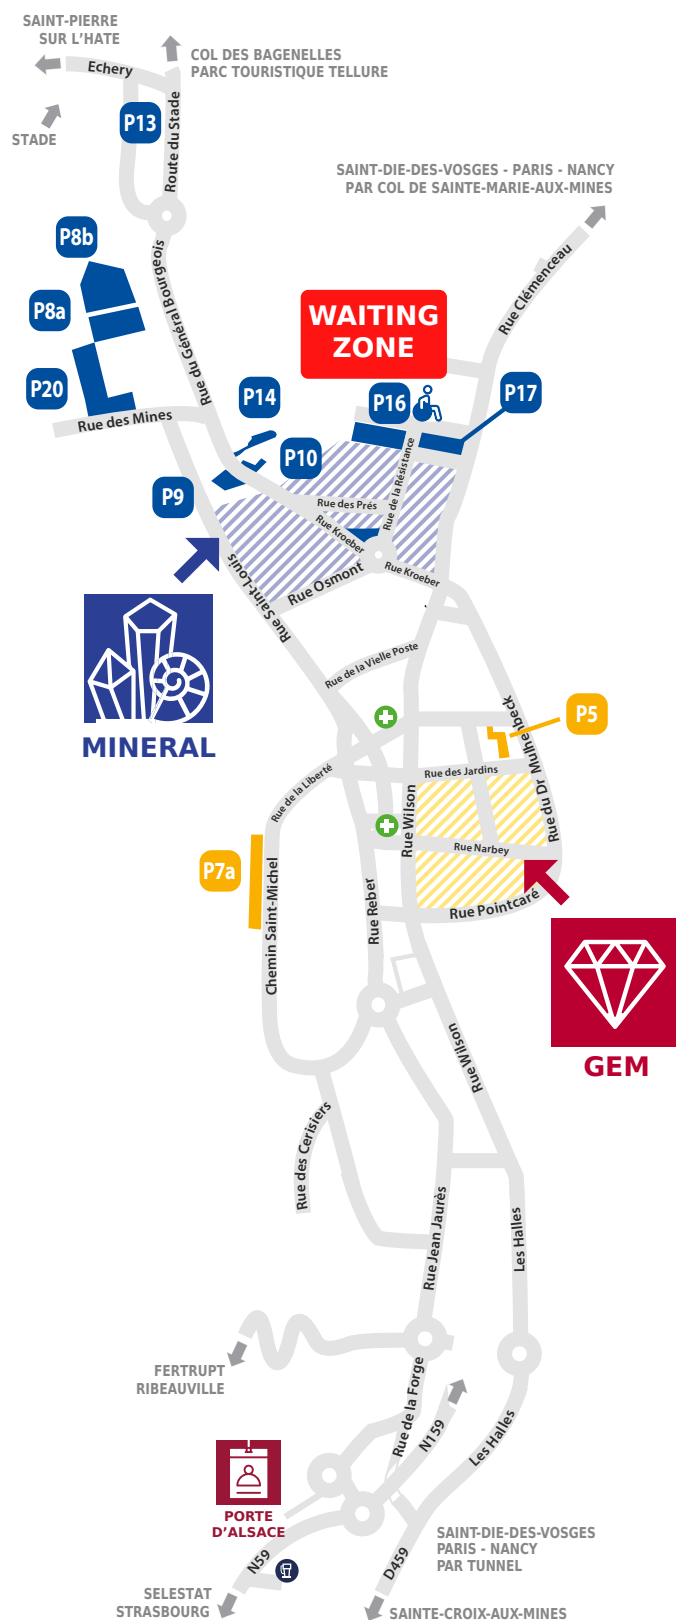 SAINT-PIERRE
SUR L'HATE
COL DES BAGENELLES
PARC TOURISTIQUE TELLURE
Echery
STADE
P13
Route du Stade
SAINT-DIE-DES-VOSGES - PARIS - NANCY
PAR COL DE SAINTE-MARIE-AUX-MINES
P8b
Rue du Général Bourgeois
Rue Clémenceau
P8a
WAITING
ZONE
P20
P14
P16
P17
Rue des Mines
P10
Rue de la Résistance
P9
Rue des Prés
Rue Kroeber
Rue Kroeber
Rue Osmont
Rue Saint-Louis
MINERAL
Rue de la Vielle Poste
P5
Rue du Dr Mulhenbeck
Rue des Jardins
Rue de la Liberté
Rue Wilson
Rue Narbey
P7a
Chemin Saint-Michel
Rue Reber
Rue Pointcaré
GEM
Rue Wilson
Rue des Cerisiers
Rue Jean Jaurès
Les Halles
FERTRUPT
RIBEAUVILLE
Rue de la Forge
N159
Les Halles
PORTE
D'ALSACE
N59
D459
SAINT-DIE-DES-VOSGES
PARIS - NANCY
PAR TUNNEL
SELESTAT
STRASBOURG
SAINTE-CROIX-AUX-MINES